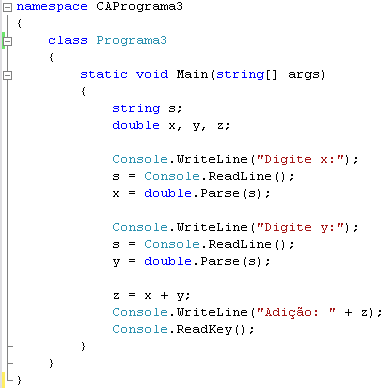 namespace CAPrograma3
{
    class Programa3
    {
        static void Main(string[] args)
        {
            string s;
            double x, y, z;

            Console.WriteLine("Digite x:");
            s = Console.ReadLine();
            x = double.Parse(s);

            Console.WriteLine("Digite y:");
            s = Console.ReadLine();
            y = double.Parse(s);

            z = x + y;
            Console.WriteLine("Adição: " + z);
            Console.ReadKey();
        }
    }
}